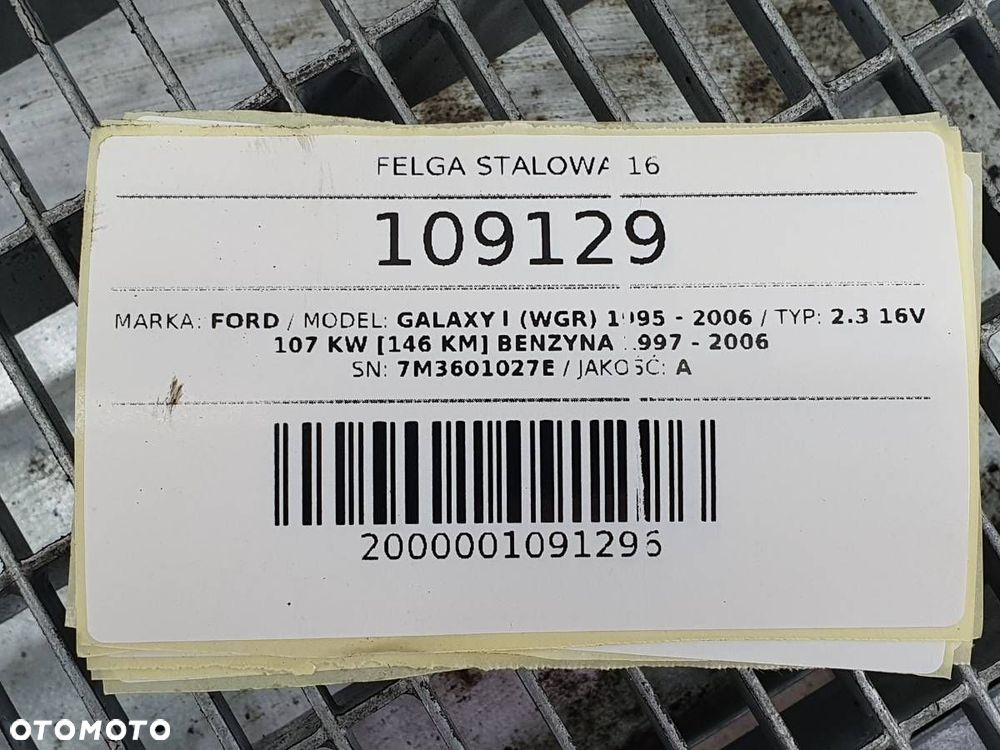 FELGA STALOWA 16
109129
MARKA: FORD / MODEL: GALAXY I (WGR) 1995 - 2006 / TYP: 2.3 16V
107 KW [146 KM] BENZYNA 1997 - 2006
SN: 7M3601027E / JAKOŚĆ: A
2000001091296
OTOMOTO